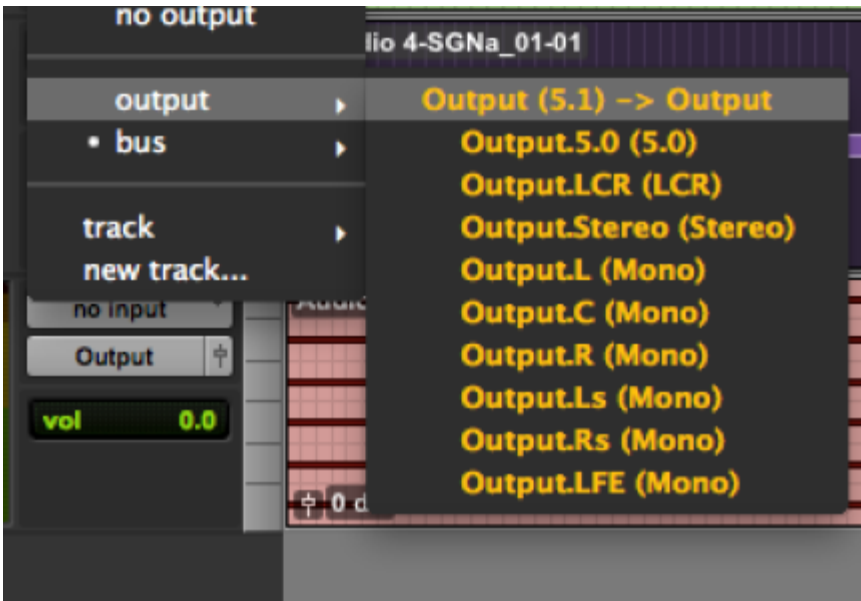 no output
dio 4-SGNa_01-01
output
Output (5.1) -> Output
• bus
Output.5.0 (5.0)
Output.LCR (LCR)
track
Output.Stereo (Stereo)
new track...
Output.L (Mono)
no input
Output.C (Mono)
Output
Output.R (Mono)
Output.Ls (Mono)
vol 0.0
Output.Rs (Mono)
Output.LFE (Mono)
0 d